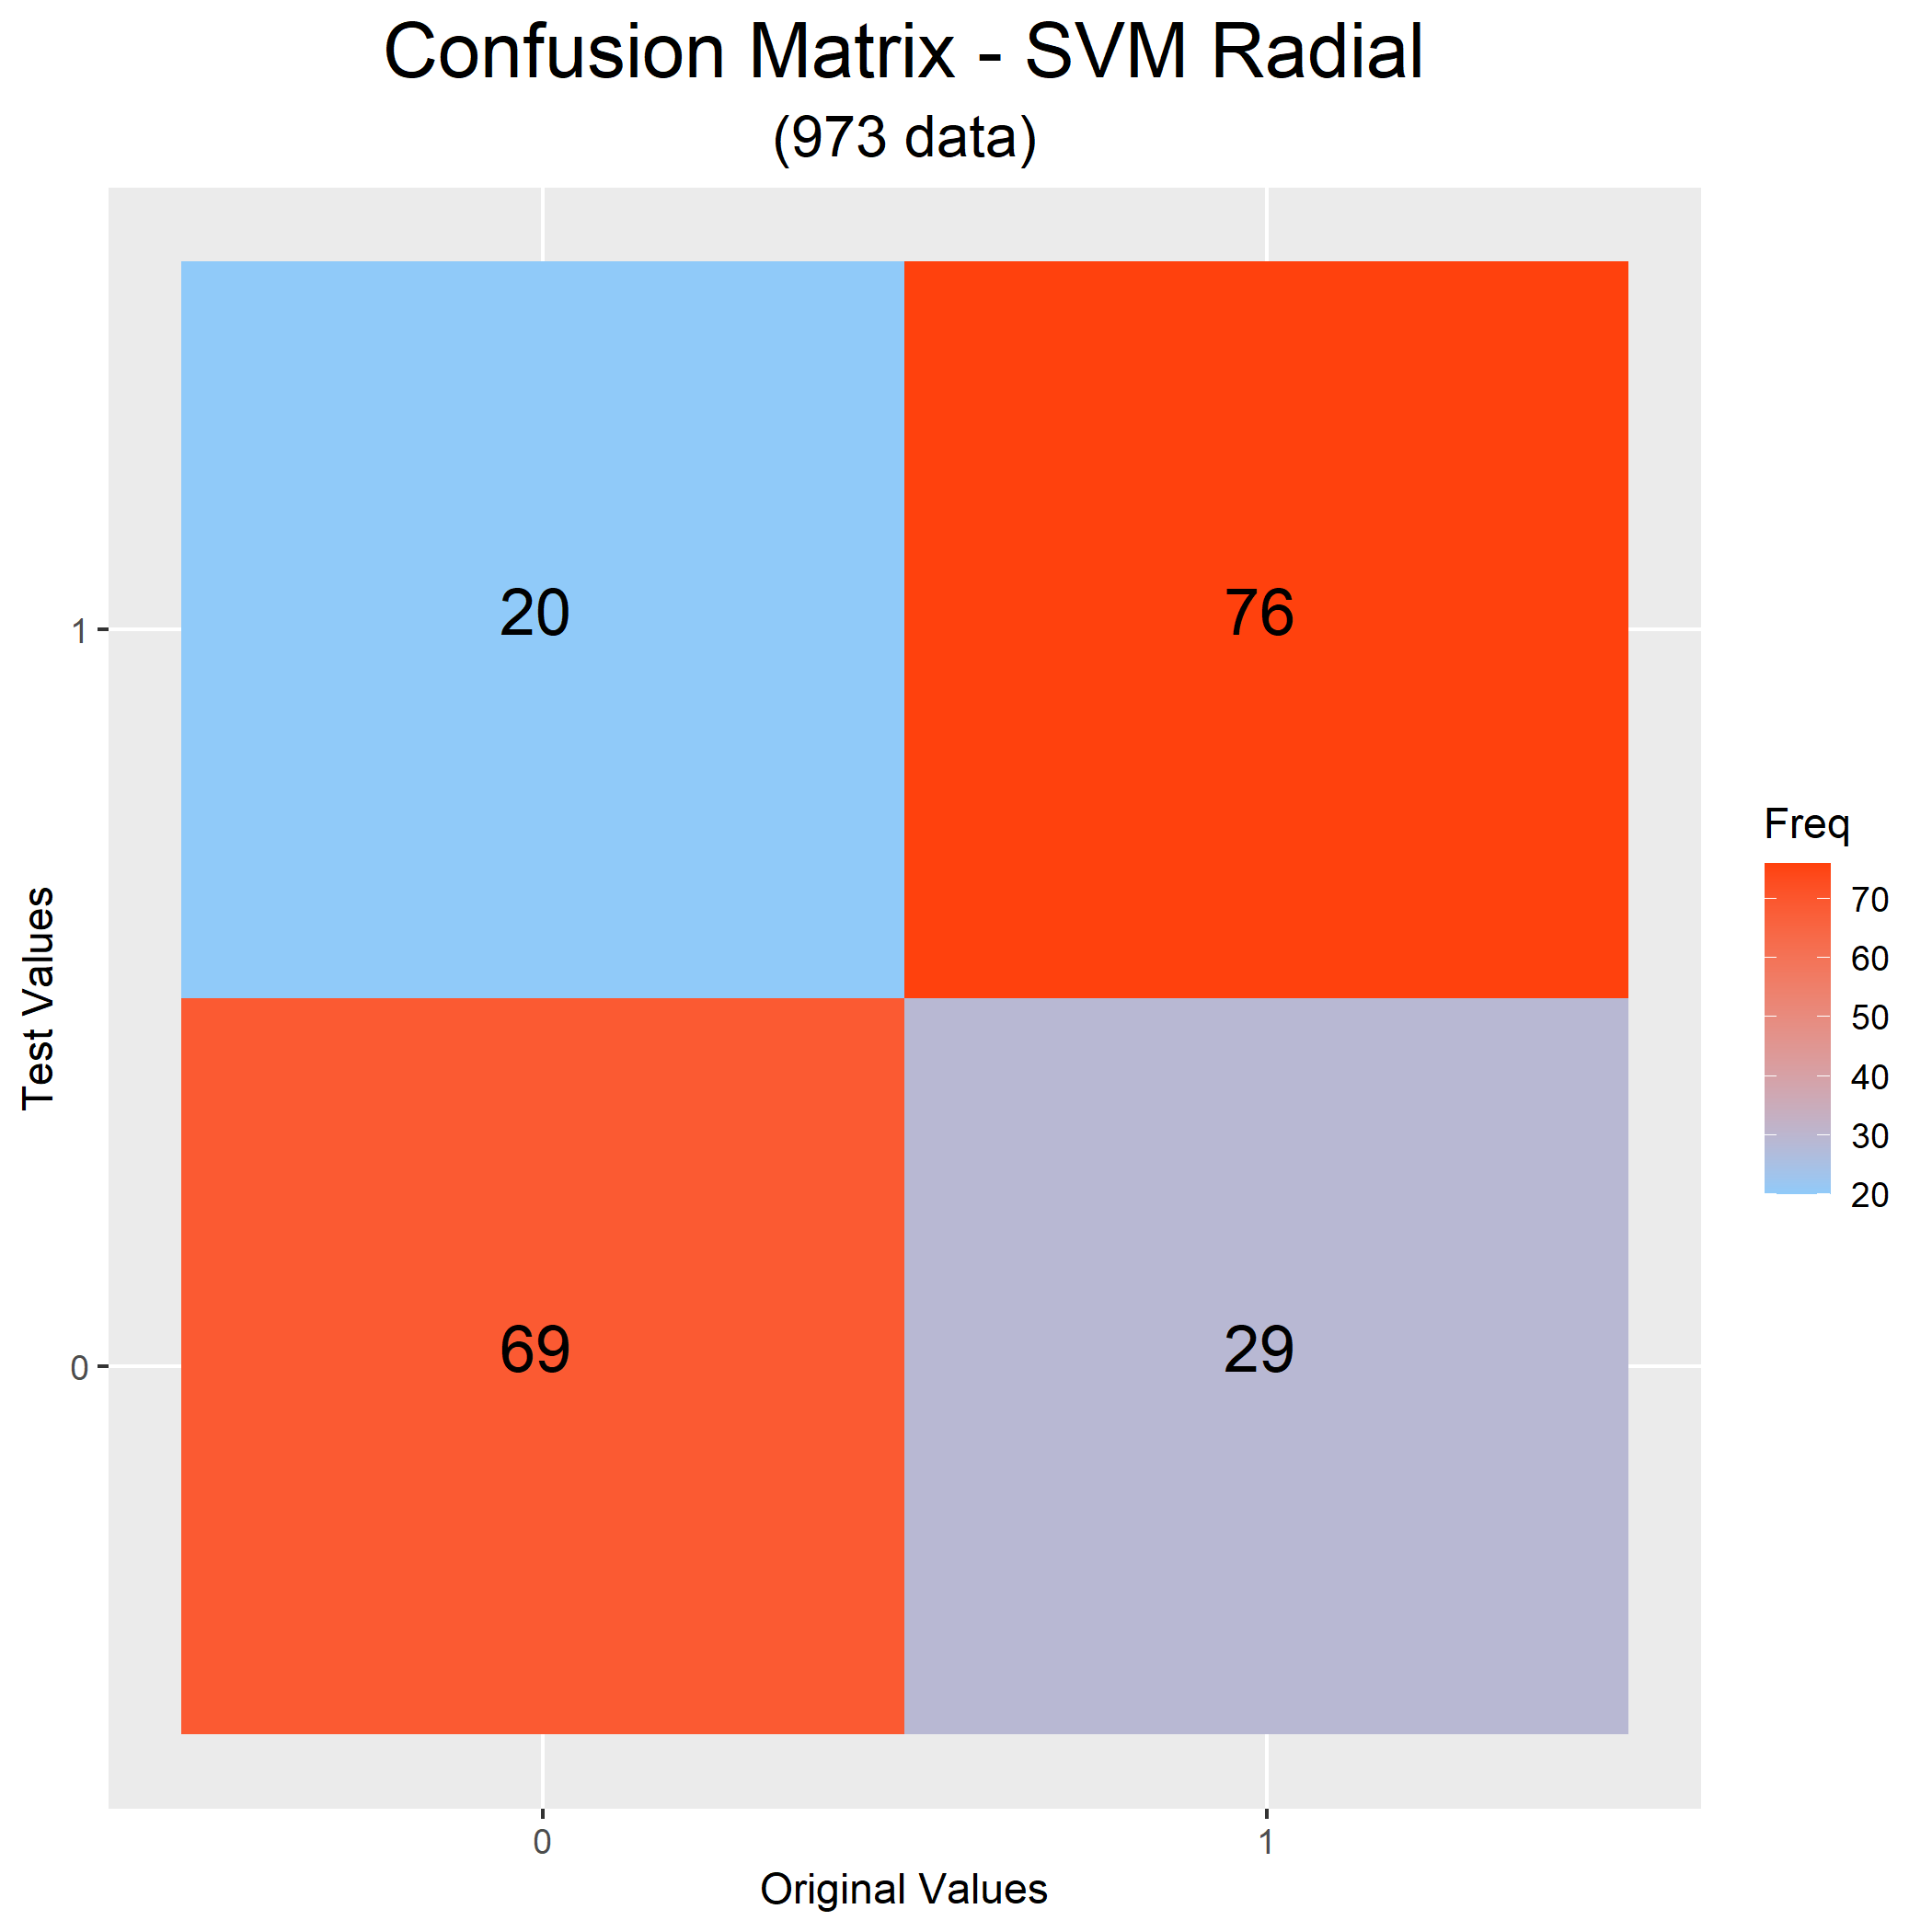 Confusion Matrix - SVM Radial
(973 data)
20
76
1
Test Values
69
29
0
0
1
Original Values
Freq
70
60
50
40
30
20